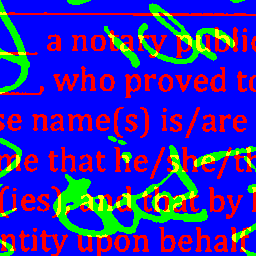 a notary public
, who proved to
se name(s) is/are
me that he/she/th
(ies), and that by
ntity upon behalf